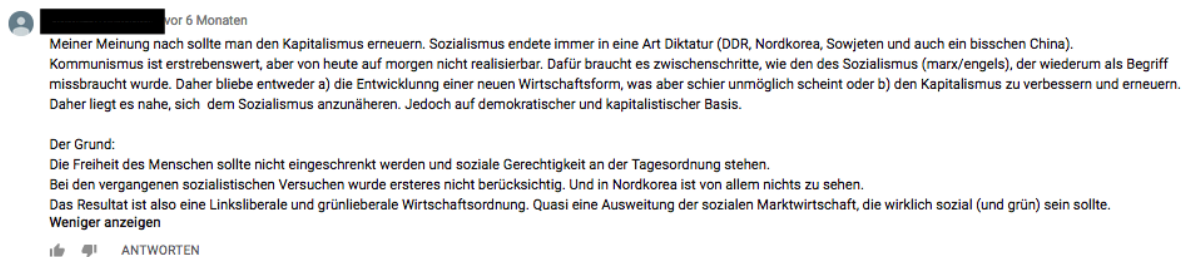 vor 6 Monaten
Meiner Meinung nach sollte man den Kapitalismus erneuern. Sozialismus endete immer in eine Art Diktatur (DDR, Nordkorea, Sowjeten und auch ein bisschen China).
Kommunismus ist erstrebenswert, aber von heute auf morgen nicht realisierbar. Dafür braucht es zwischenschritte, wie den des Sozialismus (marx/engels), der wiederum als Begriff
missbraucht wurde. Daher bliebe entweder a) die Entwicklunng einer neuen Wirtschaftsform, was aber schier unmöglich scheint oder b) den Kapitalismus zu verbessern und erneuern.
Daher liegt es nahe, sich dem Sozialismus anzunäheren. Jedoch auf demokratischer und kapitalistischer Basis.
Der Grund:
Die Freiheit des Menschen sollte nicht eingeschrenkt werden und soziale Gerechtigkeit an der Tagesordnung stehen.
Bei den vergangenen sozialistischen Versuchen wurde ersteres nicht berücksichtig. Und in Nordkorea ist von allem nichts zu sehen.
Das Resultat ist also eine Linksliberale und grünlieberale Wirtschaftsordnung. Quasi eine Ausweitung der sozialen Marktwirtschaft, die wirklich sozial (und grün) sein sollte.
Weniger anzeigen
ANTWORTEN